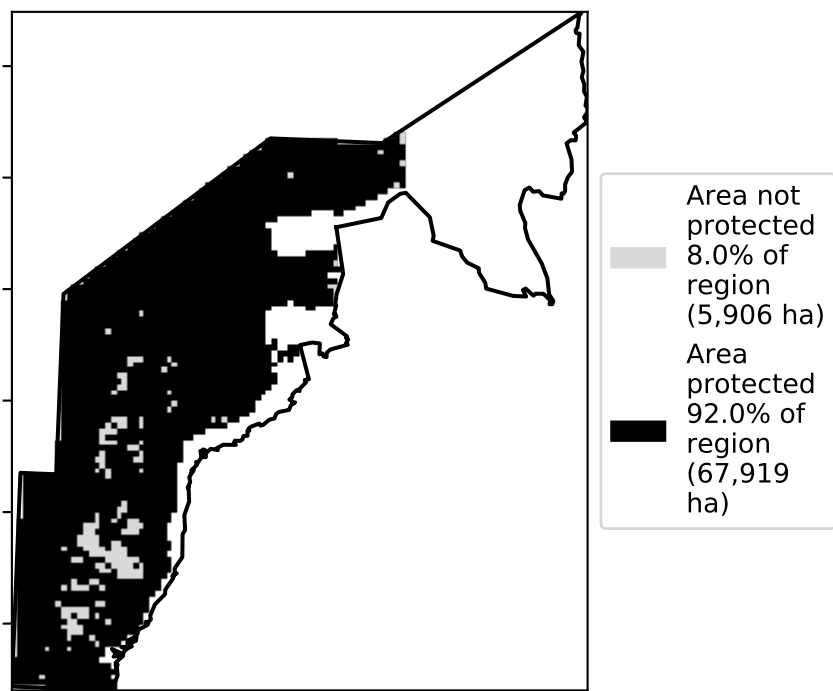 Area not
protected
8.0% of
region
(5,906 ha)
Area
protected
92.0% of
region
(67,919
ha)